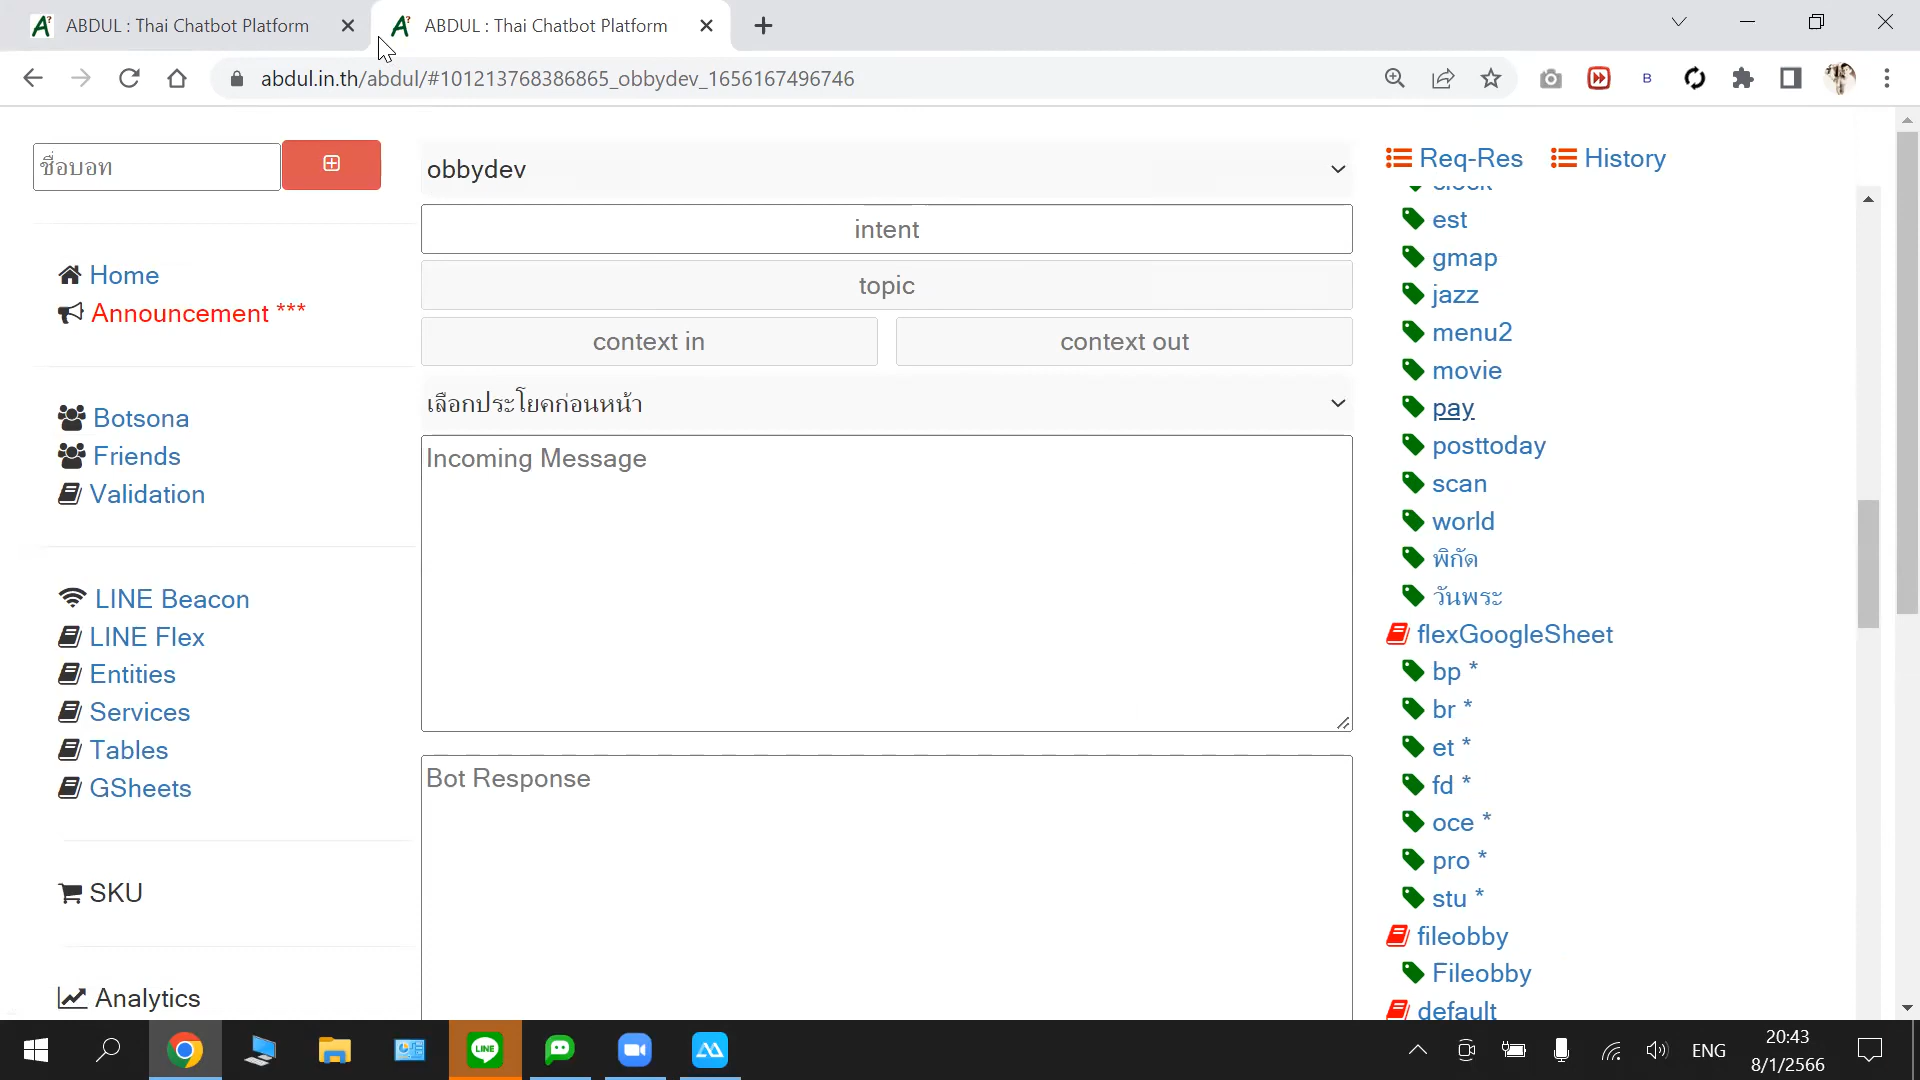 ABDUL : Thai Chatbot Platform
ABDUL : Thai Chatbot Platform
abdul.in.th/abdul/#101213768386865_obbydev_1656167496746
B
ชื่อบอท
Home
Announcement ***
Botsona
Friends
Validation
LINE Beacon
LINE Flex
Entities
Services
Tables
GSheets
SKU
Analytics
obbydev
intent
topic
context in
context out
เลือกประโยคก่อนหน้า
Incoming Message
Bot Response
Req-Res
History
clock
est
gmap
jazz
menu2
movie
pay
posttoday
scan
world
พิกัด
วันพระ
flexGoogleSheet
bp *
br *
et *
fd *
oce *
pro *
stu *
fileobby
Fileobby
default
LINE
ENG
20:43
8/1/2566